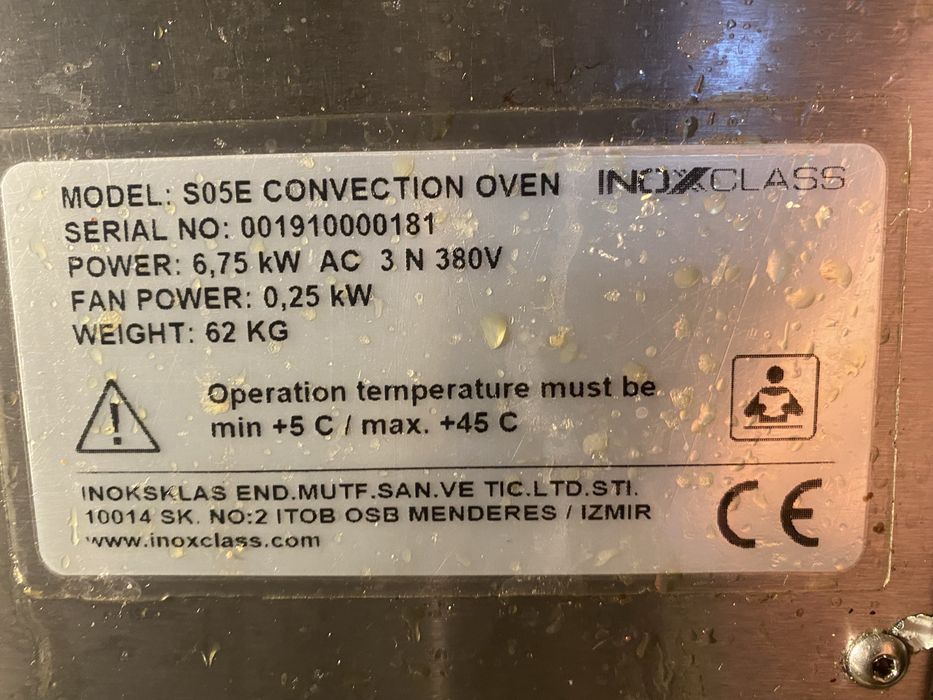 MODEL: S05E CONVECTION OVEN INOXCLASS
SERIAL NO: 001910000181
POWER: 6,75 kW AC 3 N 380V
FAN POWER: 0,25 kW
WEIGHT: 62 KG
Operation temperature must be
min +5 C / max. +45 C
INOKSKLAS END.MUTF.SAN.VE TIC.LTD.STI.
10014 SK. NO:2 ITOB OSB MENDERES / IZMIR
www.inoxclass.com
CE